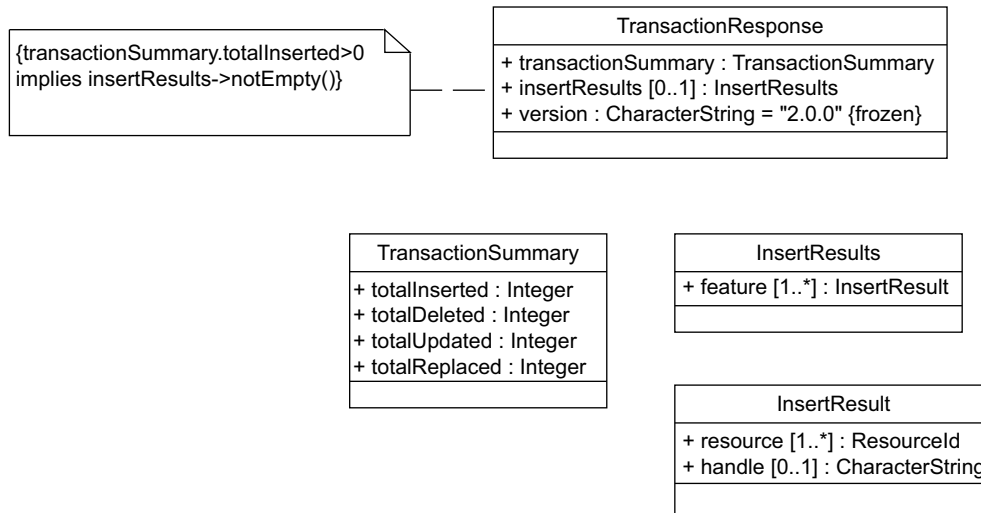 {transactionSummary.totalInserted>0
implies insertResults->notEmpty()}
TransactionResponse
+ transactionSummary : TransactionSummary
+ insertResults [0..1] : InsertResults
+ version : CharacterString = "2.0.0" {frozen}
TransactionSummary
+ totalInserted : Integer
+ totalDeleted : Integer
+ totalUpdated : Integer
+ totalReplaced : Integer
InsertResults
+ feature [1..*] : InsertResult
InsertResult
+ resource [1..*] : ResourceId
+ handle [0..1] : CharacterString